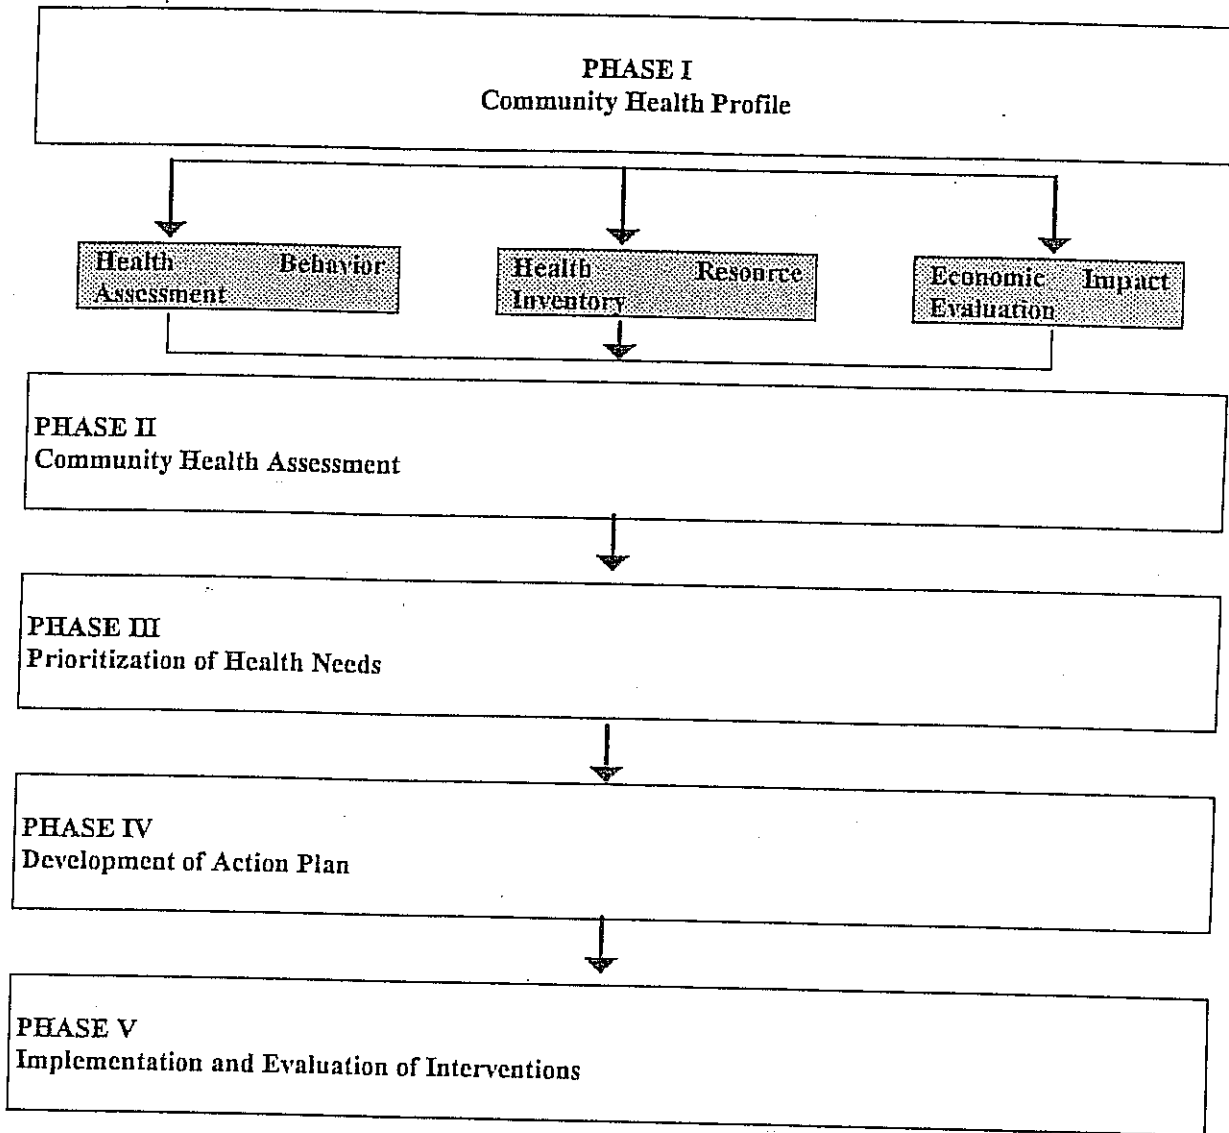 PHASE I
Community Health Profile
Health Behavior
Assessment
Health Resource
Inventory
Economic Impact
Evaluation
PHASE II
Community Health Assessment
PHASE III
Prioritization of Health Needs
PHASE IV
Development of Action Plan
PHASE V
Implementation and Evaluation of Interventions